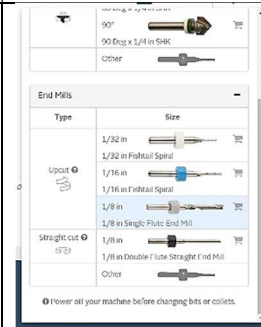 90°
90 Deg x 1/4 in SHK
Other
End Mills
Type
Size
1/32 in
1/32 in Fishtail Spiral
Upcut
1/16 in
1/16 in Fishtail Spiral
1/8 in
1/8 in Single Flute End Mill
Straight cut
1/8 in
1/8 in Double Flute Straight End Mill
Other
Power off your machine before changing bits or collets.